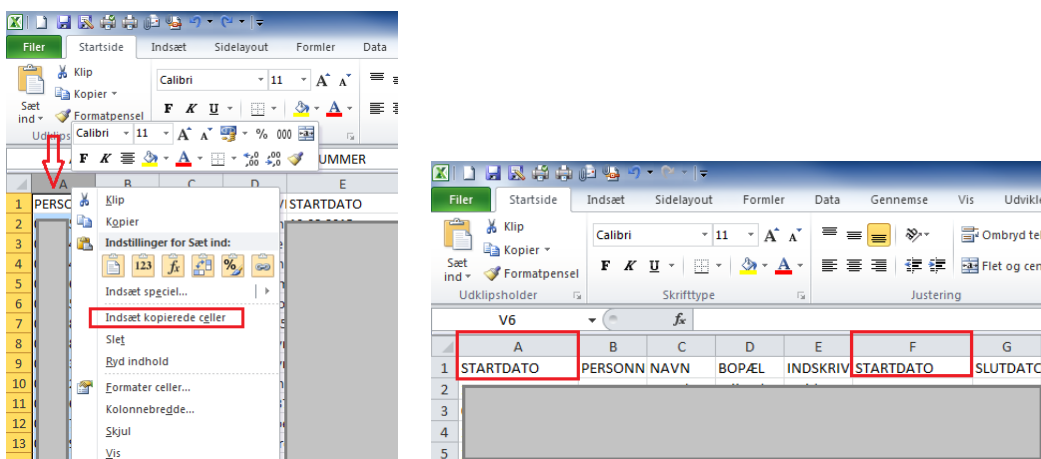 Filer Startside Indsæt Sidelayout Formler Data
Klip
Kopier
Sæt ind
Formatpensel
Calibri 11
F K U A
Calibri 11 A A % 000
F K A
UMMER
A B C D E
1 PERSO STARTDATO
2
3
4
5
6
7
8
9
10
11
12
13
Klip
Kopier
Indstillinger for Sæt ind:
123 fx %
Indsæt speciel...
Indsæt kopierede celler
Slet
Ryd indhold
Formater celler...
Kolonnebredde...
Skjul
Vis
Filer Startside Indsæt Sidelayout Formler Data Gennemse Vis Udvikle
Klip
Kopier
Sæt ind
Formatpensel
Calibri 11 A A
F K U A
Ombryd te
Flet og cen
Udklipsholder Skrifttype Justering
V6 fx
A B C D E F G
1 STARTDATO PERSONN NAVN BOPÆL INDSKRIV STARTDATO SLUTDATO
2
3
4
5